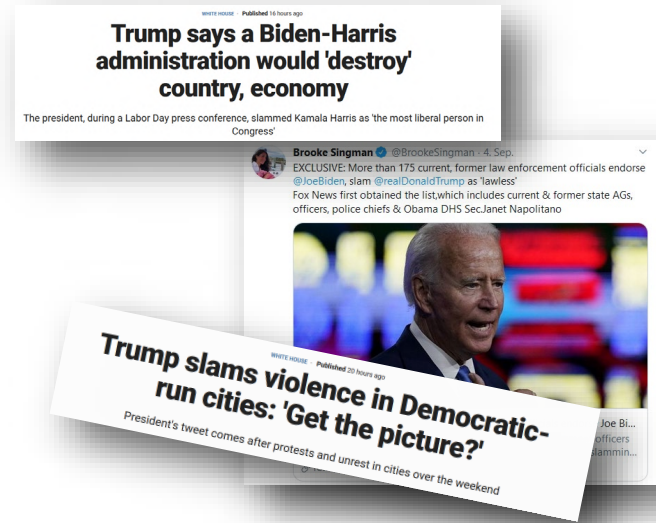 WHITE HOUSE · Published 16 hours ago
Trump says a Biden-Harris
administration would 'destroy'
country, economy
The president, during a Labor Day press conference, slammed Kamala Harris as 'the most liberal person in
Congress'
Brooke Singman @BrookeSingman · 4. Sep.
EXCLUSIVE: More than 175 current, former law enforcement officials endorse
@JoeBiden, slam @realDonaldTrump as 'lawless'
Fox News first obtained the list,which includes current & former state AGs,
officers, police chiefs & Obama DHS Sec.Janet Napolitano
WHITE HOUSE · Published 20 hours ago
Trump slams violence in Democratic-
run cities: 'Get the picture?'
President's tweet comes after protests and unrest in cities over the weekend
Joe Bi...
officers
slammin...